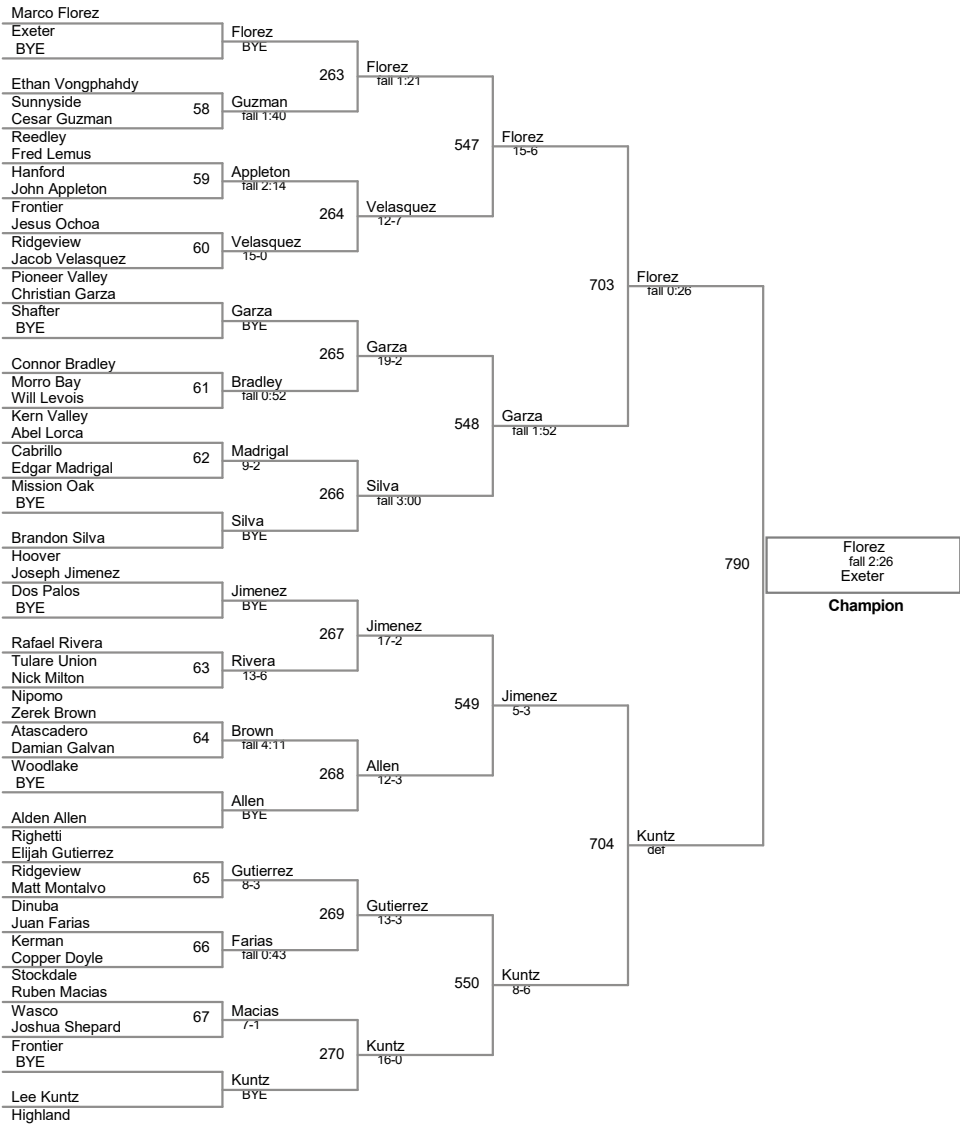 Marco Florez
Exeter
BYE
Ethan Vongphahdy
Sunnyside
Cesar Guzman
Reedley
Fred Lemus
Hanford
John Appleton
Frontier
Jesus Ochoa
Ridgeview
Jacob Velasquez
Pioneer Valley
Christian Garza
Shafter
BYE
Connor Bradley
Morro Bay
Will Levois
Kern Valley
Abel Lorca
Cabrillo
Edgar Madrigal
Mission Oak
BYE
Brandon Silva
Hoover
Joseph Jimenez
Dos Palos
BYE
Rafael Rivera
Tulare Union
Nick Milton
Nipomo
Zerek Brown
Atascadero
Damian Galvan
Woodlake
BYE
Alden Allen
Righetti
Elijah Gutierrez
Ridgeview
Matt Montalvo
Dinuba
Juan Farias
Kerman
Copper Doyle
Stockdale
Ruben Macias
Wasco
Joshua Shepard
Frontier
BYE
Lee Kuntz
Highland
58
59
60
61
62
63
64
65
66
67
Florez
BYE
Guzman
fall 1:40
Appleton
fall 2:14
Velasquez
15-0
Garza
BYE
Bradley
fall 0:52
Madrigal
9-2
Silva
BYE
Jimenez
BYE
Rivera
13-6
Brown
fall 4:11
Allen
BYE
Gutierrez
8-3
Farias
fall 0:43
Macias
7-1
Kuntz
BYE
263
264
265
266
267
268
269
270
Florez
fall 1:21
Velasquez
12-7
Garza
19-2
Silva
fall 3:00
Jimenez
17-2
Allen
12-3
Gutierrez
13-3
Kuntz
16-0
547
548
549
550
Florez
15-6
Garza
fall 1:52
Jimenez
5-3
Kuntz
8-6
703
704
Florez
fall 0:26
Kuntz
def
790
Florez
fall 2:26
Exeter
Champion